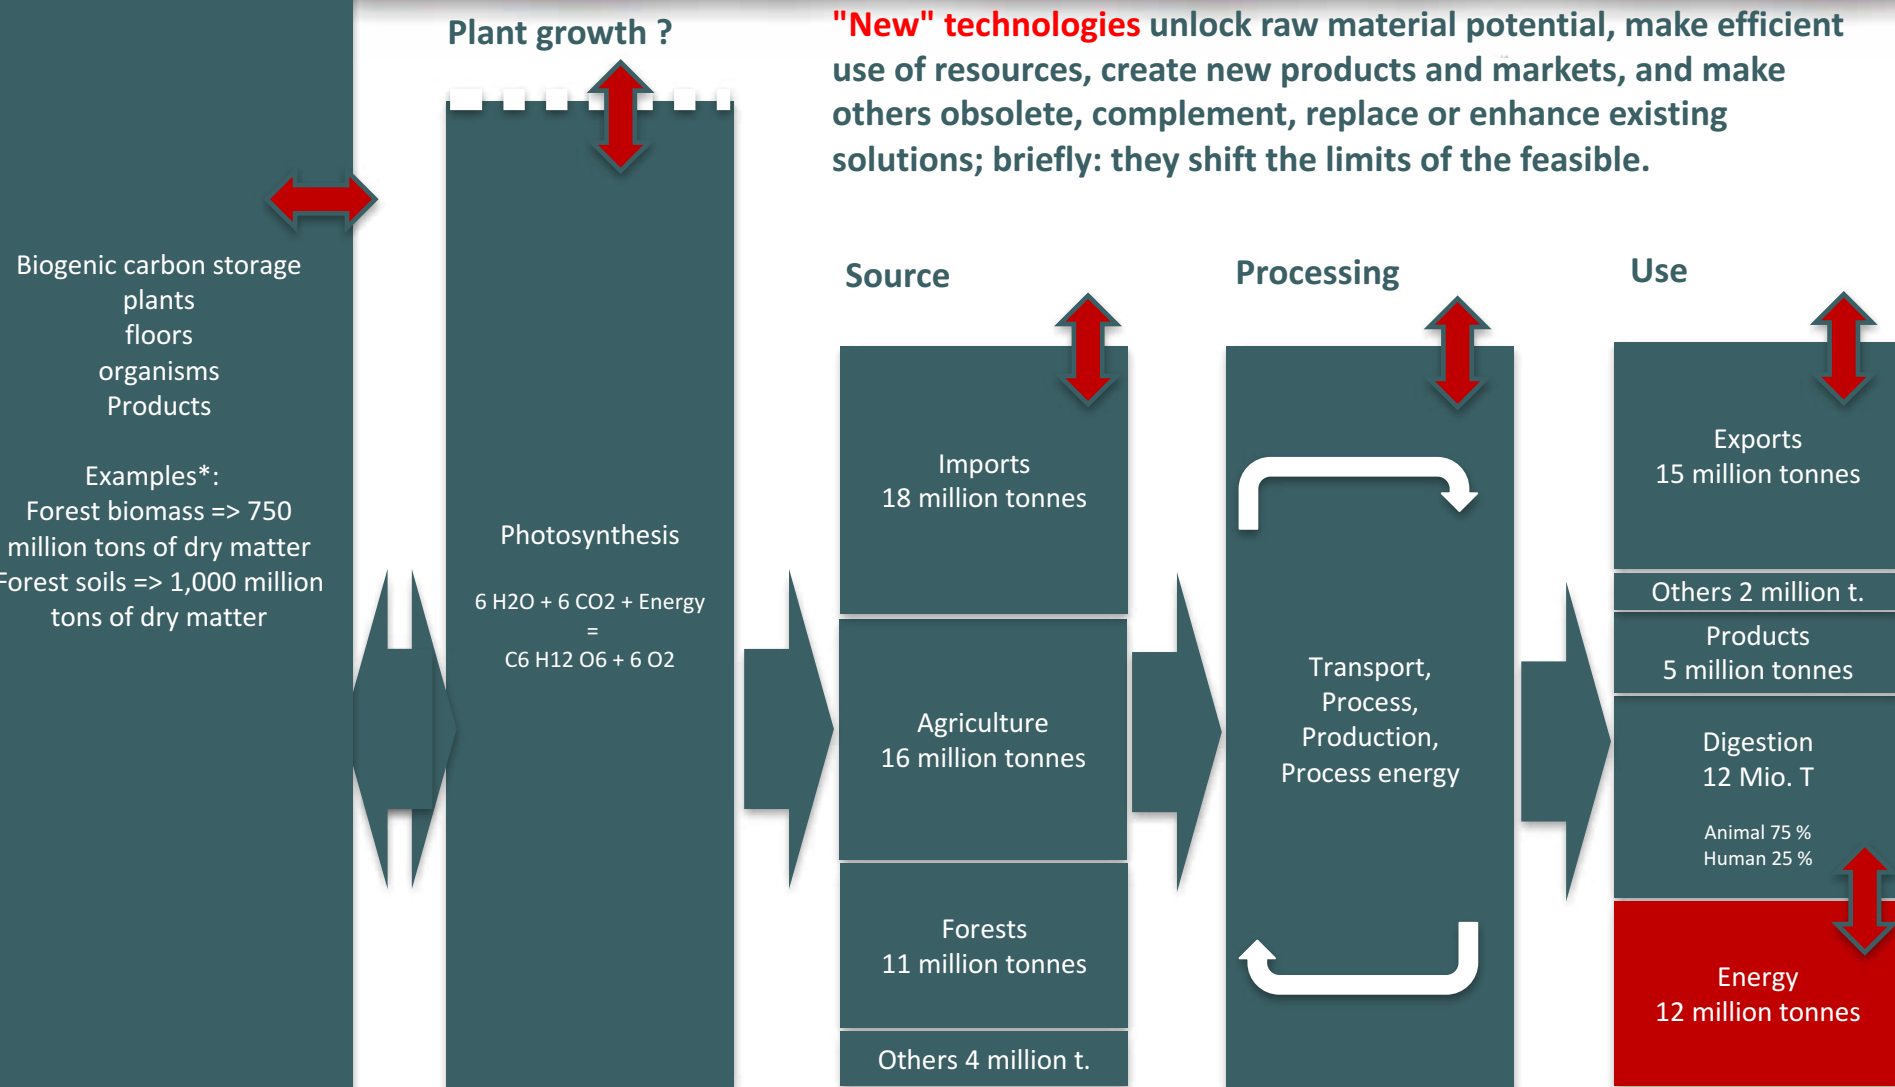 Plant growth ?
"New" technologies unlock raw material potential, make efficient
use of resources, create new products and markets, and make
others obsolete, complement, replace or enhance existing
solutions; briefly: they shift the limits of the feasible.
Biogenic carbon storage
plants
floors
organisms
Products
Examples*:
Forest biomass => 750
million tons of dry matter
Forest soils => 1,000 million
tons of dry matter
Photosynthesis
6 H2O + 6 CO2 + Energy
=
C6 H12 O6 + 6 O2
Source
Imports
18 million tonnes
Agriculture
16 million tonnes
Forests
11 million tonnes
Others 4 million t.
Processing
Transport,
Process,
Production,
Process energy
Use
Exports
15 million tonnes
Others 2 million t.
Products
5 million tonnes
Digestion
12 Mio. T
Animal 75 %
Human 25 %
Energy
12 million tonnes